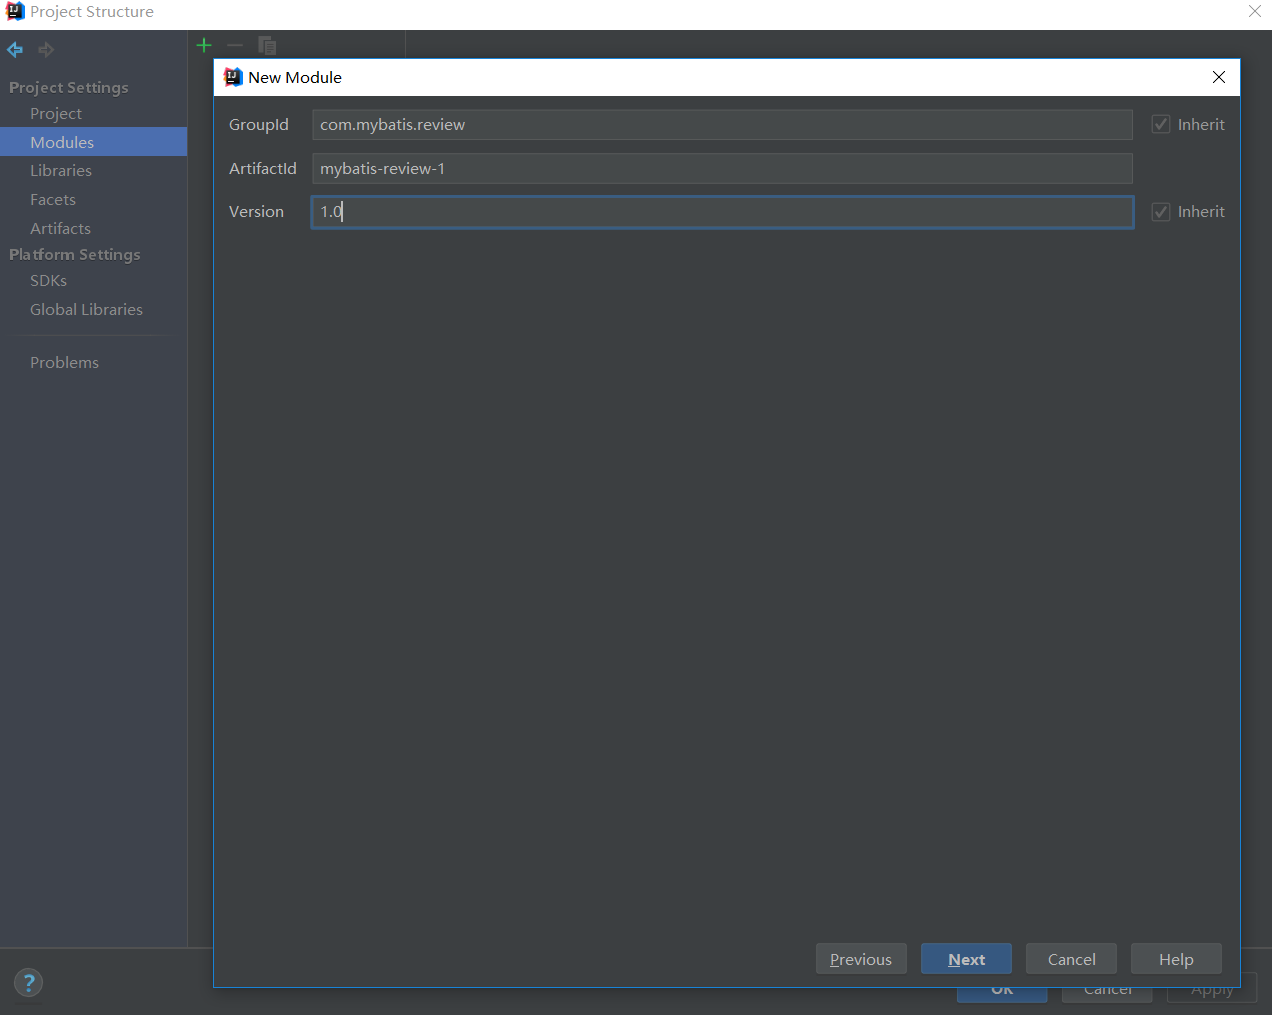 Project Structure
Project Settings
Project
Modules
Libraries
Facets
Artifacts
Platform Settings
SDKs
Global Libraries
Problems
New Module
GroupId com.mybatis.review Inherit
ArtifactId mybatis-review-1
Version 1.0 Inherit
Previous Next Cancel Help
? OK Cancel Apply